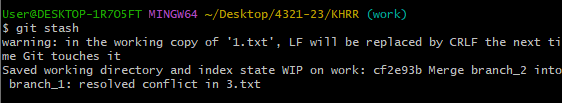 User@DESKTOP-1R7O5FT MINGW64 ~/Desktop/4321-23/KHRR (work)
$ git stash
warning: in the working copy of '1.txt', LF will be replaced by CRLF the next ti
me Git touches it
Saved working directory and index state WIP on work: cf2e93b Merge branch_2 into
 branch_1: resolved conflict in 3.txt